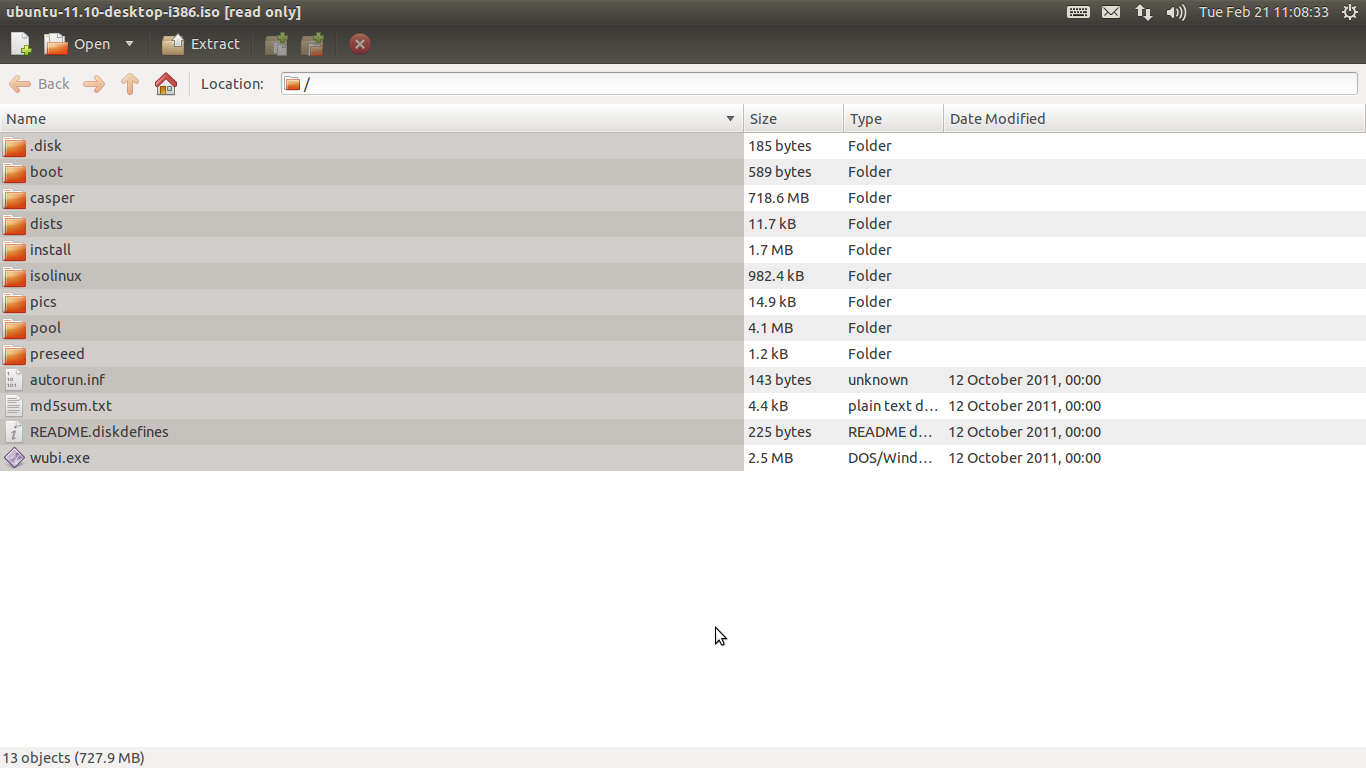 ubuntu-11.10-desktop-i386.iso [read only] Tue Feb 21 11:08:33
Open Extract
Back Location: /
Name Size Type Date Modified
.disk 185 bytes Folder
boot 589 bytes Folder
casper 718.6 MB Folder
dists 11.7 kB Folder
install 1.7 MB Folder
isolinux 982.4 kB Folder
pics 14.9 kB Folder
pool 4.1 MB Folder
preseed 1.2 kB Folder
autorun.inf 143 bytes unknown 12 October 2011, 00:00
md5sum.txt 4.4 kB plain text d… 12 October 2011, 00:00
README.diskdefines 225 bytes README d… 12 October 2011, 00:00
wubi.exe 2.5 MB DOS/Wind… 12 October 2011, 00:00
13 objects (727.9 MB)